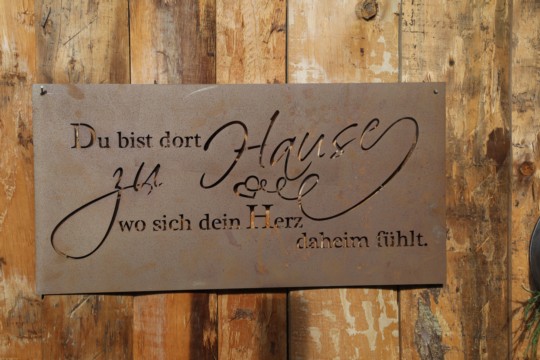 Du bist dort
zu Hause
wo sich dein Herz
daheim fühlt.